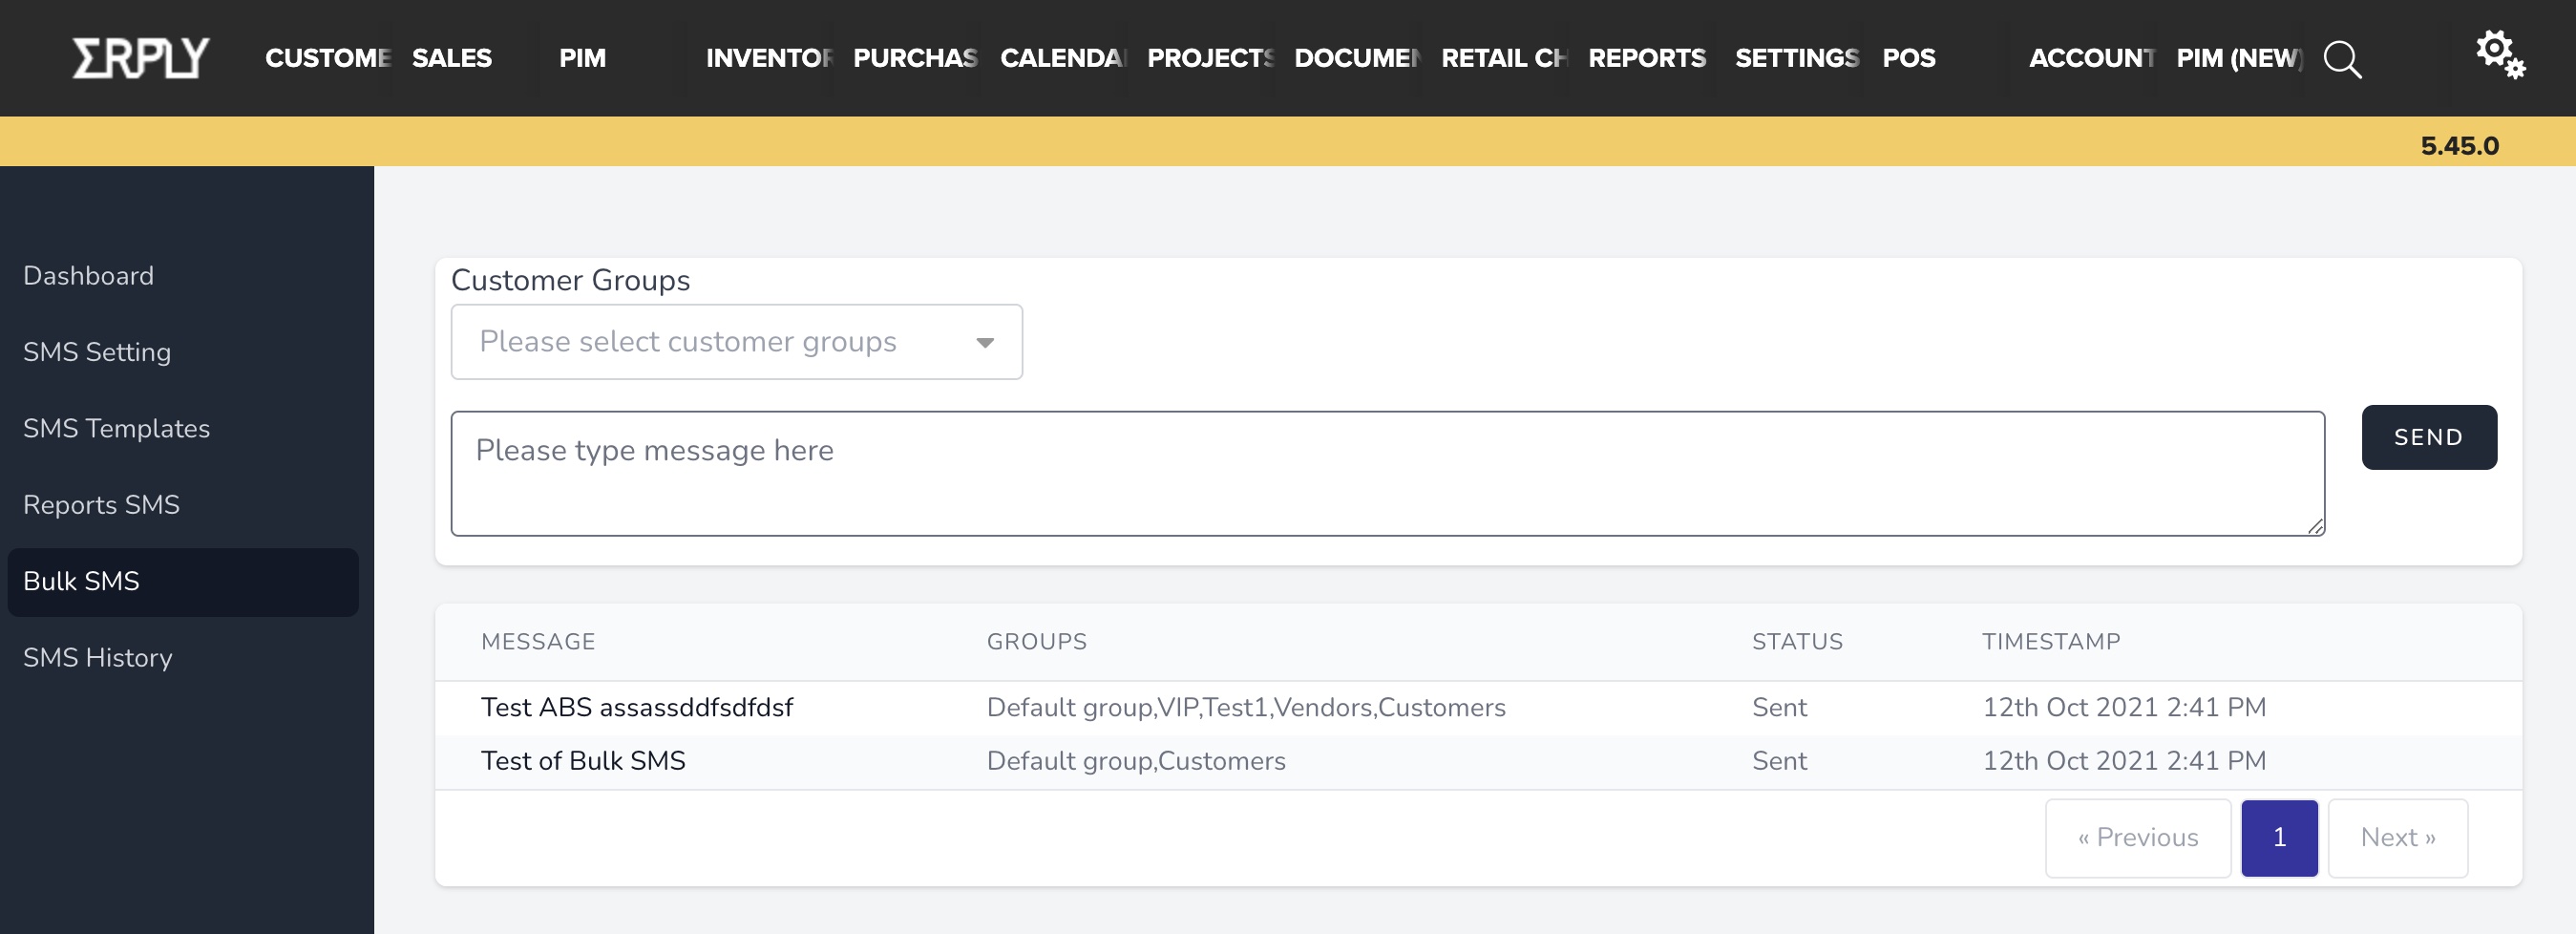 ERPLY CUSTOME SALES PIM INVENTOR PURCHAS CALENDA PROJECTS DOCUMEN RETAIL CH REPORTS SETTINGS POS ACCOUNT PIM (NEW)
5.45.0
Dashboard
SMS Setting
SMS Templates
Reports SMS
Bulk SMS
SMS History
Customer Groups
Please select customer groups
Please type message here
SEND
MESSAGE GROUPS STATUS TIMESTAMP
Test ABS assassddfsdfdsf Default group,VIP,Test1,Vendors,Customers Sent 12th Oct 2021 2:41 PM
Test of Bulk SMS Default group,Customers Sent 12th Oct 2021 2:41 PM
« Previous 1 Next »